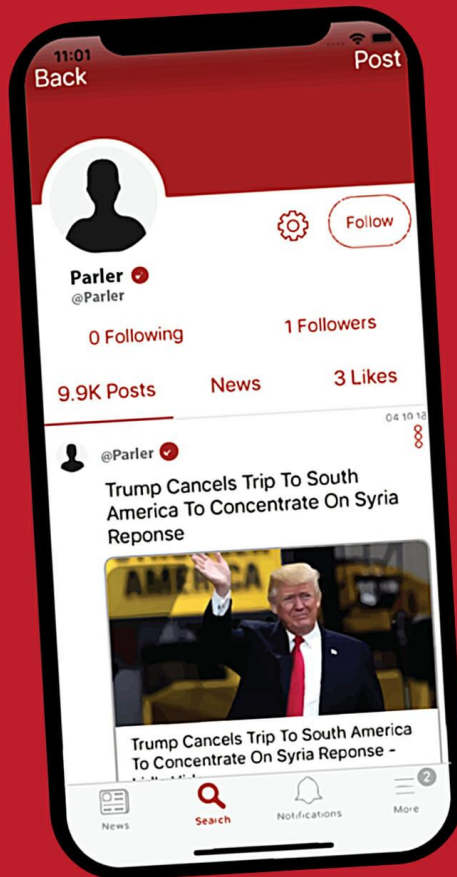 11:01
Back
Post
Follow
Parler
@Parler
0 Following
1 Followers
9.9K Posts
News
3 Likes
04 10 18
@Parler
Trump Cancels Trip To South
America To Concentrate On Syria
Reponse
AMERICA
Trump Cancels Trip To South America
To Concentrate On Syria Reponse -
2
News
Search
Notifications
More